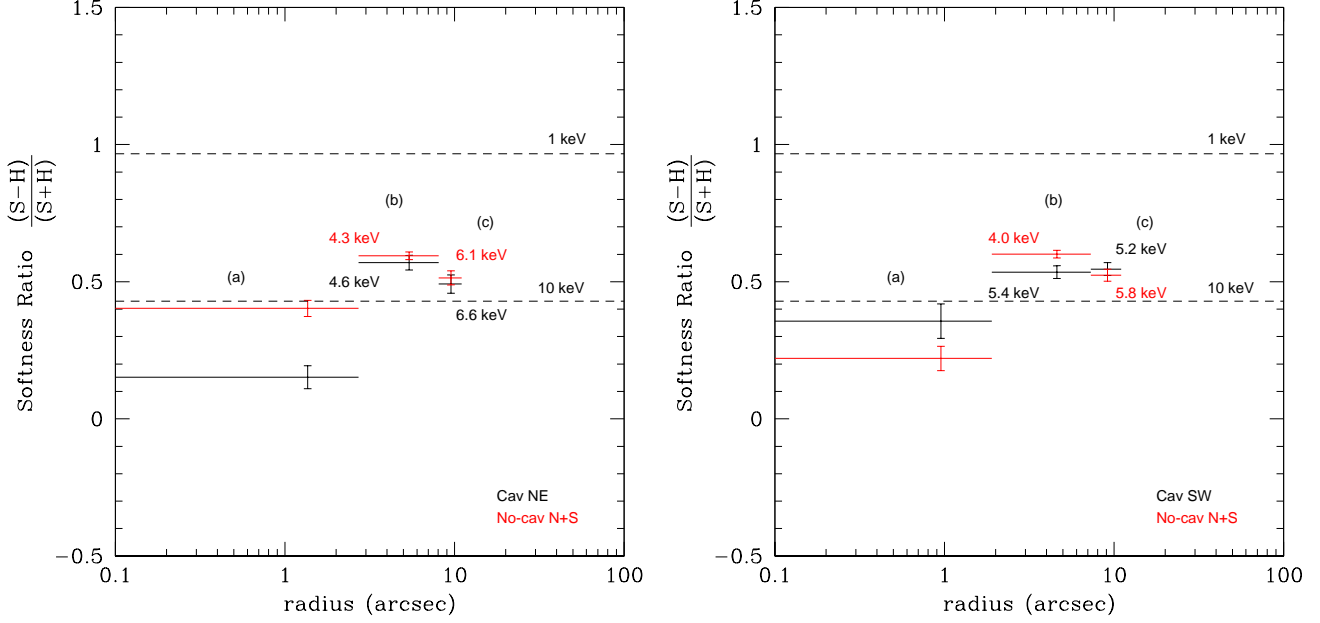 1.5
1
0.5
0
−0.5
Softness Ratio (S−H)
(S+H)
1 keV
(b)
(c)
4.3 keV
6.1 keV
(a)
4.6 keV
10 keV
6.6 keV
Cav NE
No-cav N+S
0.1 1 10 100
radius (arcsec)
1.5
1
0.5
0
−0.5
Softness Ratio (S−H)
(S+H)
1 keV
(b)
(c)
4.0 keV
5.2 keV
(a)
5.4 keV
5.8 keV
10 keV
Cav SW
No-cav N+S
0.1 1 10 100
radius (arcsec)